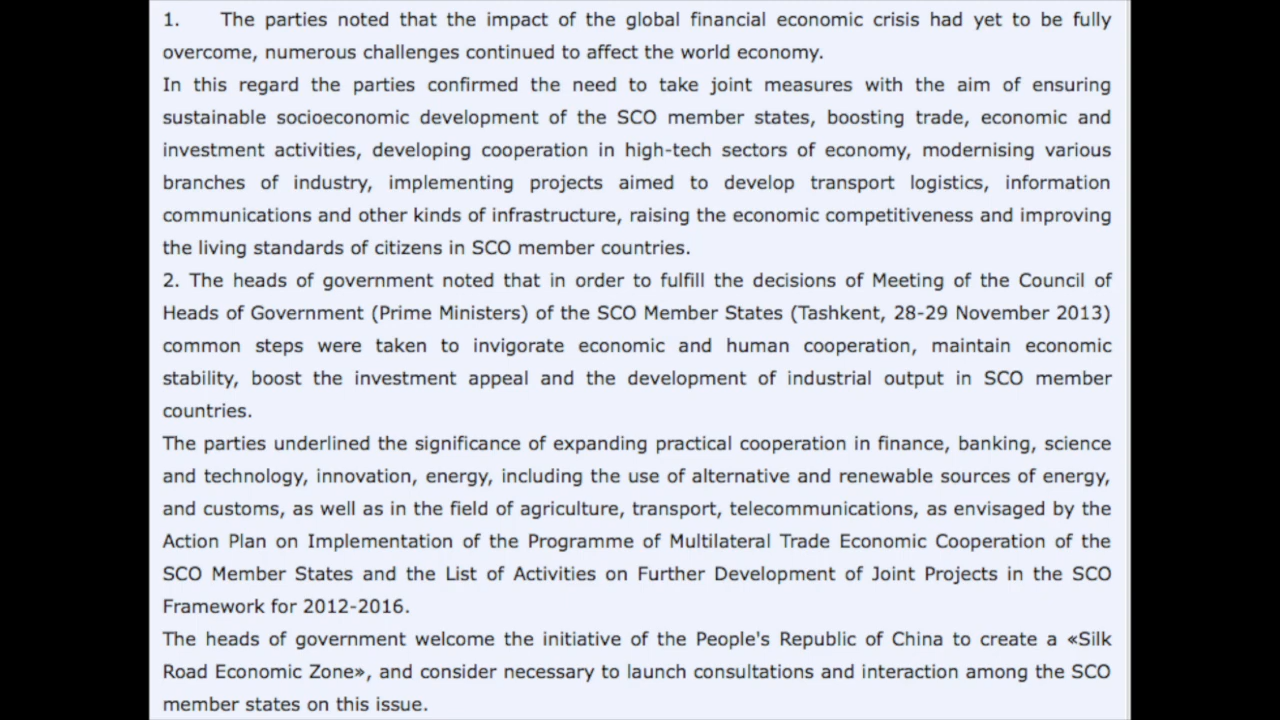 1. The parties noted that the impact of the global financial economic crisis had yet to be fully
overcome, numerous challenges continued to affect the world economy.
In this regard the parties confirmed the need to take joint measures with the aim of ensuring
sustainable socioeconomic development of the SCO member states, boosting trade, economic and
investment activities, developing cooperation in high-tech sectors of economy, modernising various
branches of industry, implementing projects aimed to develop transport logistics, information
communications and other kinds of infrastructure, raising the economic competitiveness and improving
the living standards of citizens in SCO member countries.
2. The heads of government noted that in order to fulfill the decisions of Meeting of the Council of
Heads of Government (Prime Ministers) of the SCO Member States (Tashkent, 28-29 November 2013)
common steps were taken to invigorate economic and human cooperation, maintain economic
stability, boost the investment appeal and the development of industrial output in SCO member
countries.
The parties underlined the significance of expanding practical cooperation in finance, banking, science
and technology, innovation, energy, including the use of alternative and renewable sources of energy,
and customs, as well as in the field of agriculture, transport, telecommunications, as envisaged by the
Action Plan on Implementation of the Programme of Multilateral Trade Economic Cooperation of the
SCO Member States and the List of Activities on Further Development of Joint Projects in the SCO
Framework for 2012-2016.
The heads of government welcome the initiative of the People's Republic of China to create a «Silk
Road Economic Zone», and consider necessary to launch consultations and interaction among the SCO
member states on this issue.